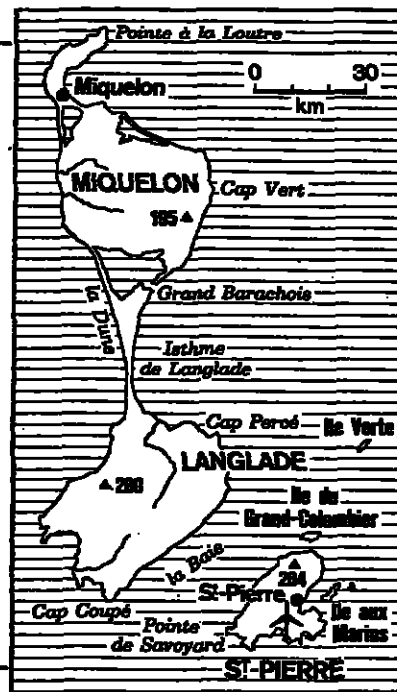 Pointe à la Loutre
Miquelon
0 30
km
MIQUELON
Cap Vert
195
Grand Barachois
la Dune
Isthme
de Langlade
Cap Percé
Ile Verte
LANGLADE
Ile du
Grand-Colombier
la Baie
204
St-Pierre
Cap Coupé
Pointe
de Savoyard
Ile aux
Marins
ST-PIERRE